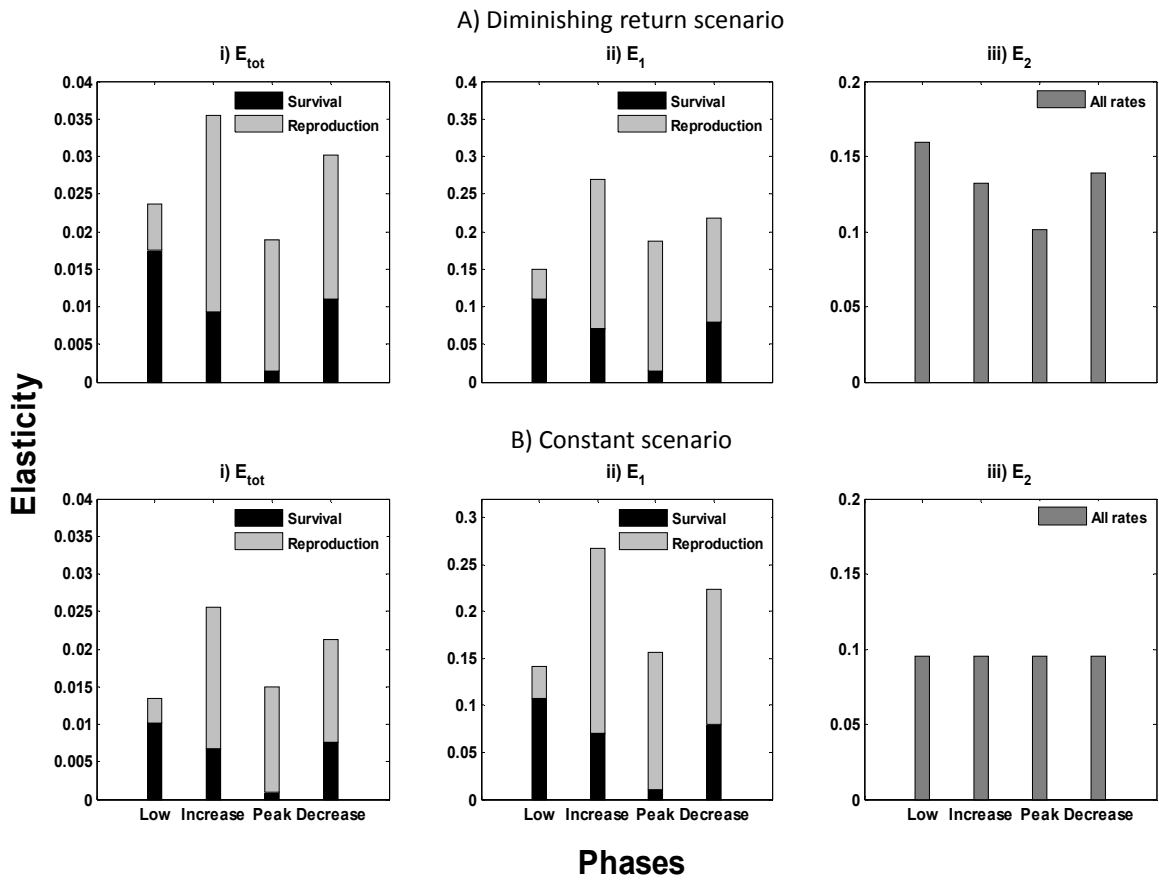 A) Diminishing return scenario
i) Etot
ii) E1
iii) E2
0.04
0.035
0.03
0.025
0.02
0.015
0.01
0.005
0
Survival
Reproduction
0.4
0.35
0.3
0.25
0.2
0.15
0.1
0.05
0
Survival
Reproduction
0.2
0.15
0.1
0.05
0
All rates
Elasticity
B) Constant scenario
i) Etot
ii) E1
iii) E2
0.04
0.035
0.03
0.025
0.02
0.015
0.01
0.005
0
Survival
Reproduction
Low Increase Peak Decrease
0.3
0.25
0.2
0.15
0.1
0.05
0
Survival
Reproduction
Low Increase Peak Decrease
0.2
0.15
0.1
0.05
0
All rates
Low Increase Peak Decrease
Phases